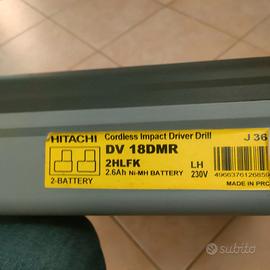 HITACHI Cordless Impact Driver Drill J 36
DV 18DMR
2HLFK LH
2.6Ah Ni-MH BATTERY 230V
4966376126859
2-BATTERY MADE IN PRC
subito